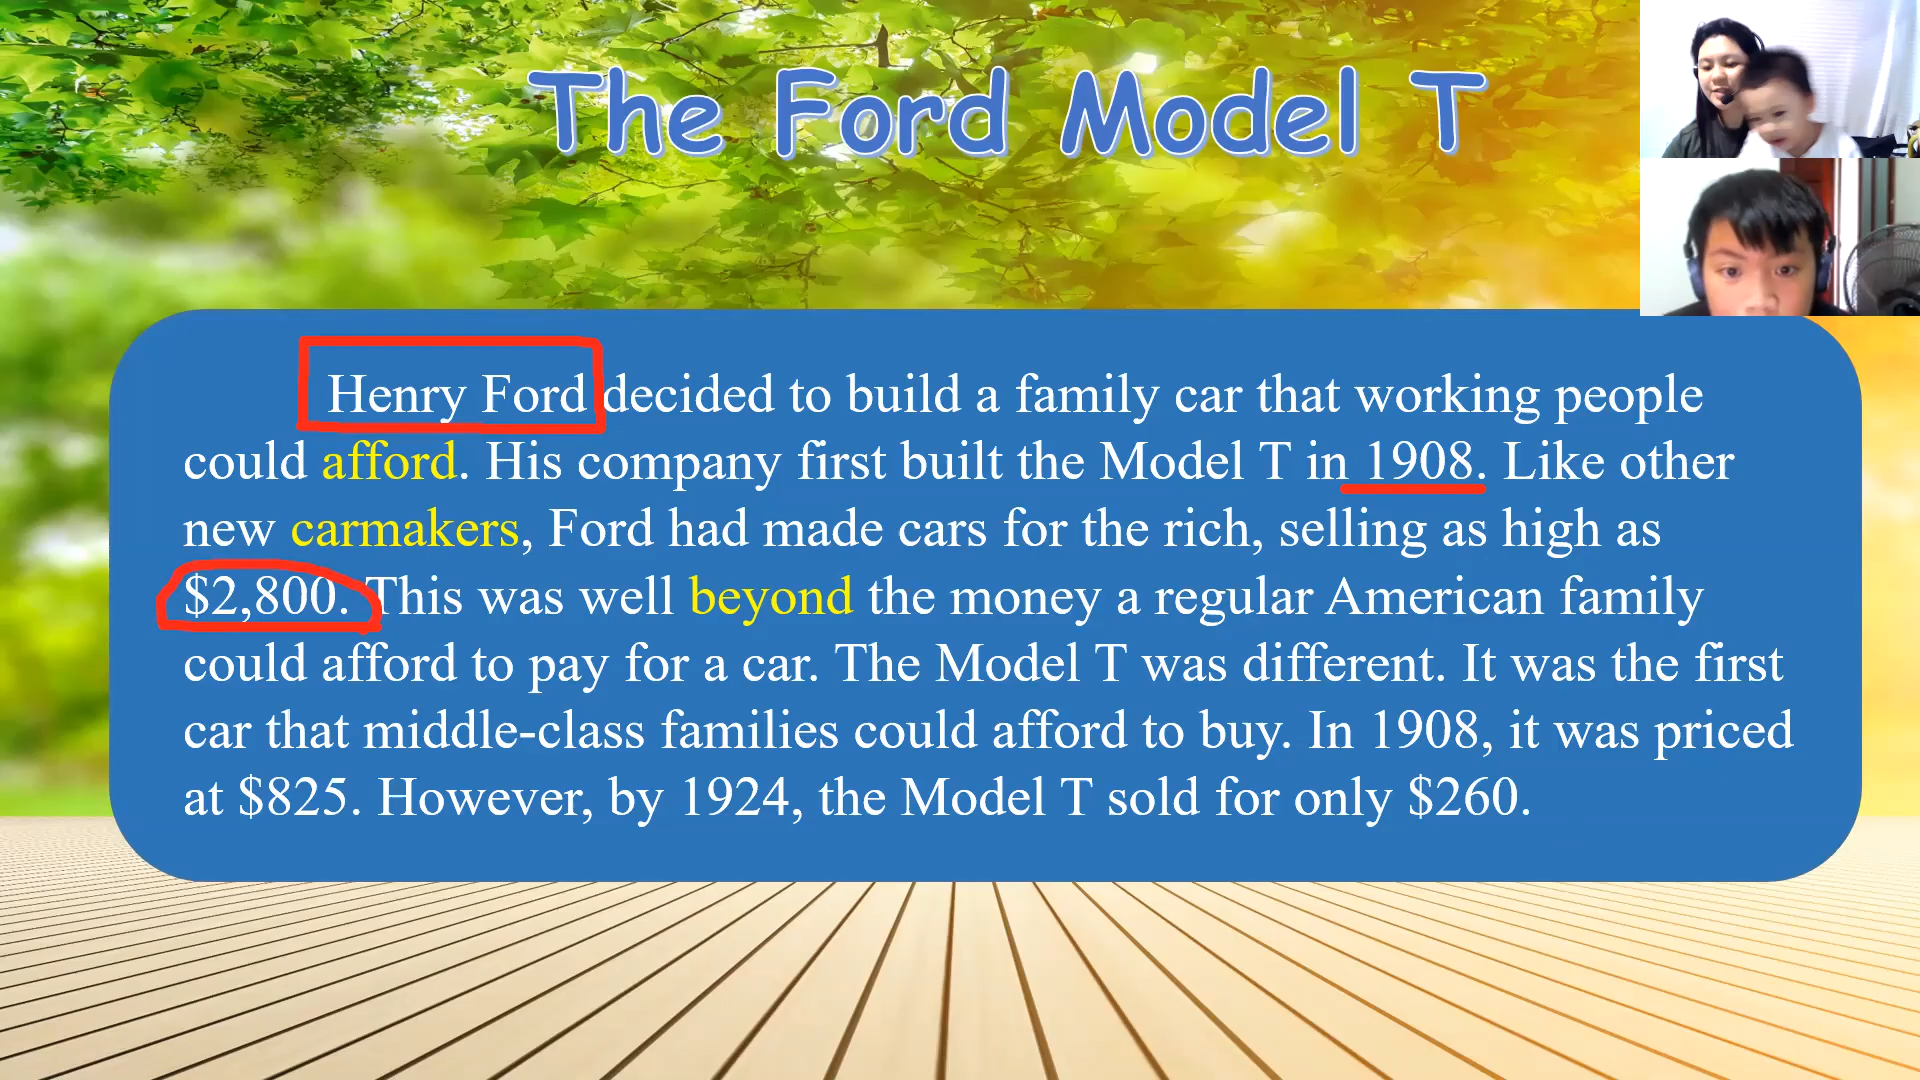 The Ford Model T
Henry Ford decided to build a family car that working people
could afford. His company first built the Model T in 1908. Like other
new carmakers, Ford had made cars for the rich, selling as high as
$2,800. This was well beyond the money a regular American family
could afford to pay for a car. The Model T was different. It was the first
car that middle-class families could afford to buy. In 1908, it was priced
at $825. However, by 1924, the Model T sold for only $260.